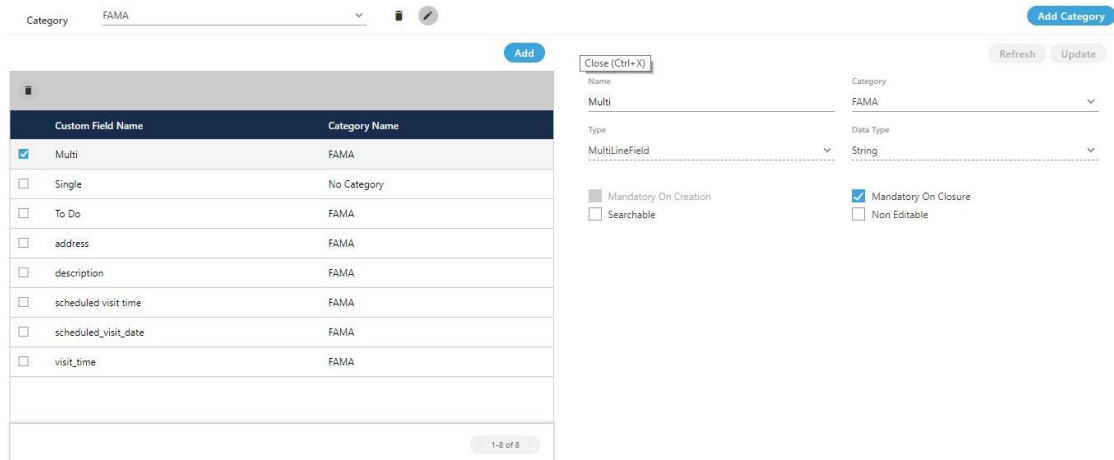 Category FAMA Add Category
Add Refresh Update
Close (Ctrl+X)
Name Category
Multi FAMA
Custom Field Name Category Name
Type Data Type
MultiLineField String
Multi FAMA
Single No Category
Mandatory On Creation Mandatory On Closure
Searchable Non Editable
To Do FAMA
address FAMA
description FAMA
scheduled visit time FAMA
scheduled_visit_date FAMA
visit_time FAMA
1-8 of 8